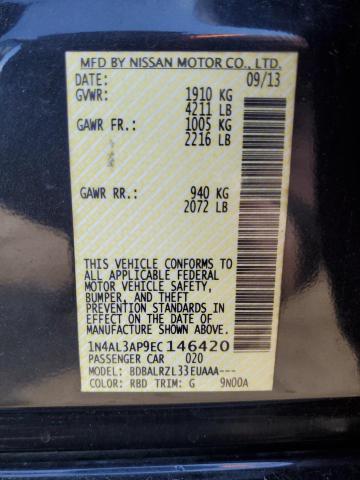 MFD BY NISSAN MOTOR CO., LTD.
DATE: 09/13
GVWR: 1910 KG
4211 LB
GAWR FR.: 1005 KG
2216 LB
GAWR RR.: 940 KG
2072 LB
THIS VEHICLE CONFORMS TO
ALL APPLICABLE FEDERAL
MOTOR VEHICLE SAFETY,
BUMPER, AND THEFT
PREVENTION STANDARDS IN
EFFECT ON THE DATE OF
MANUFACTURE SHOWN ABOVE.
1N4AL3AP9EC146420
PASSENGER CAR 020
MODEL: BDBALRZL33EUAAA---
COLOR: RBD TRIM: G 9N00A